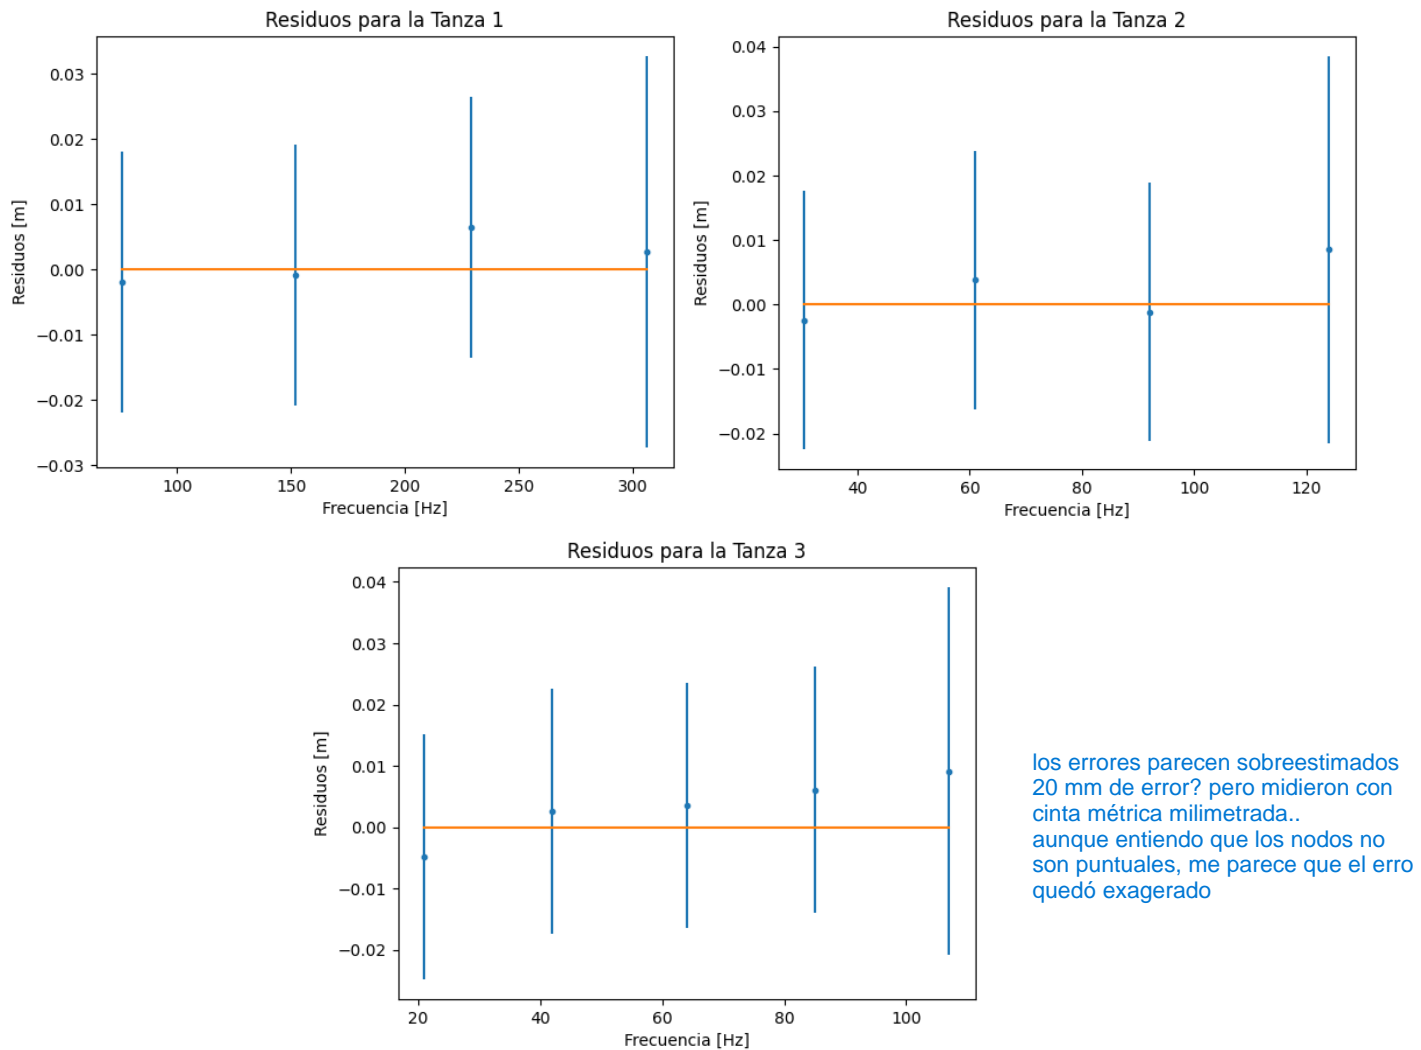 Residuos para la Tanza 1
0.03
0.02
0.01
0.00
−0.01
−0.02
−0.03
Residuos [m]
100
150
200
250
300
Frecuencia [Hz]
Residuos para la Tanza 2
0.04
0.03
0.02
0.01
0.00
−0.01
−0.02
Residuos [m]
40
60
80
100
120
Frecuencia [Hz]
Residuos para la Tanza 3
0.04
0.03
0.02
0.01
0.00
−0.01
−0.02
Residuos [m]
20
40
60
80
100
Frecuencia [Hz]
los errores parecen sobreestimados
20 mm de error? pero midieron con
cinta métrica milimetrada..
aunque entiendo que los nodos no
son puntuales, me parece que el erro
quedó exagerado